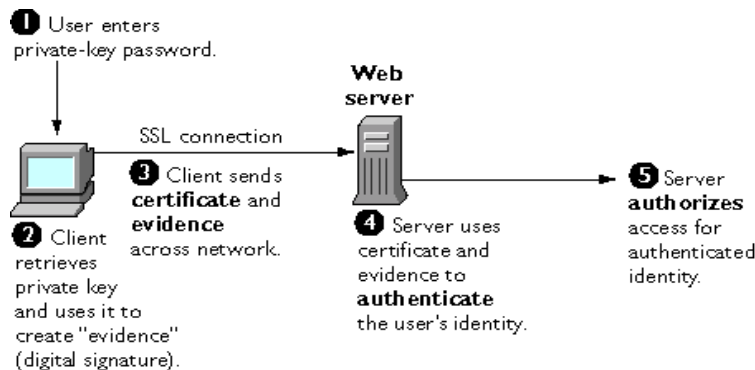 1 User enters
private-key password.
Web
server
SSL connection
3 Client sends
certificate and
evidence
across network.
2 Client
retrieves
private key
and uses it to
create "evidence"
(digital signature).
4 Server uses
certificate and
evidence to
authenticate
the user's identity.
5 Server
authorizes
access for
authenticated
identity.